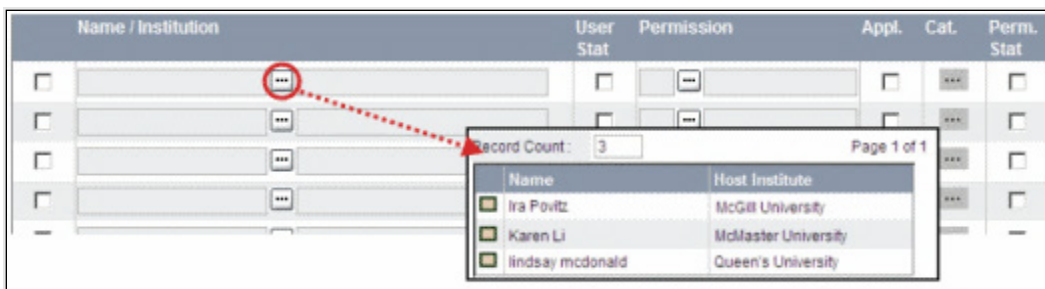 Name / Institution User Stat Permission Appl. Cat. Perm. Stat
Record Count : 3 Page 1 of 1
Name Host Institute
Ira Povitz McGill University
Karen Li McMaster University
lindsay mcdonald Queen's University